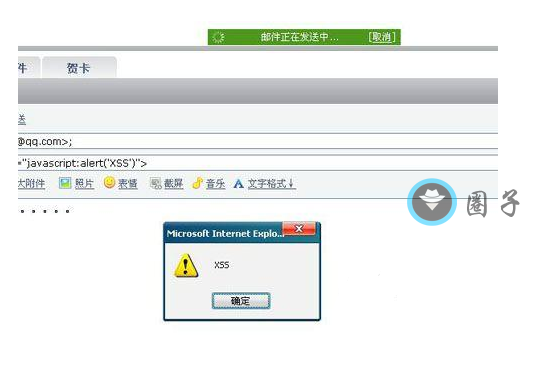 邮件正在发送中... [取消]
件 贺卡
送
@qq.com>;
="javascript:alert('XSS')">
大附件 照片 表情 截屏 音乐 A 文字格式↓
......
圈子
Microsoft Internet Explo... X
XSS
确定